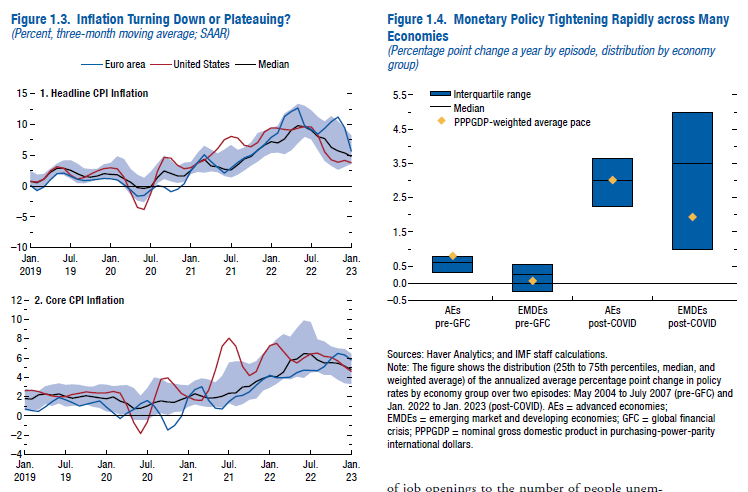 Figure 1.3. Inflation Turning Down or Plateauing?
(Percent, three-month moving average; SAAR)
Euro area
United States
Median
15
1. Headline CPI Inflation
10
5
0
–5
–10
Jan. 2019
Jul. 19
Jan. 20
Jul. 20
Jan. 21
Jul. 21
Jan. 22
Jul. 22
Jan. 23
12
2. Core CPI Inflation
10
8
6
4
2
0
–2
–4
Jan. 2019
Jul. 19
Jan. 20
Jul. 20
Jan. 21
Jul. 21
Jan. 22
Jul. 22
Jan. 23
Figure 1.4. Monetary Policy Tightening Rapidly across Many
Economies
(Percentage point change a year by episode, distribution by economy
group)
5.5
Interquartile range
Median
PPPGDP-weighted average pace
4.5
3.5
2.5
1.5
0.5
0.0
–0.5
AEs
pre-GFC
EMDEs
pre-GFC
AEs
post-COVID
EMDEs
post-COVID
Sources: Haver Analytics; and IMF staff calculations.
Note: The figure shows the distribution (25th to 75th percentiles, median, and
weighted average) of the annualized average percentage point change in policy
rates by economy group over two episodes: May 2004 to July 2007 (pre-GFC) and
Jan. 2022 to Jan. 2023 (post-COVID). AEs = advanced economies;
EMDEs = emerging market and developing economies; GFC = global financial
crisis; PPPGDP = nominal gross domestic product in purchasing-power-parity
international dollars.
of job openings to the number of people unem-